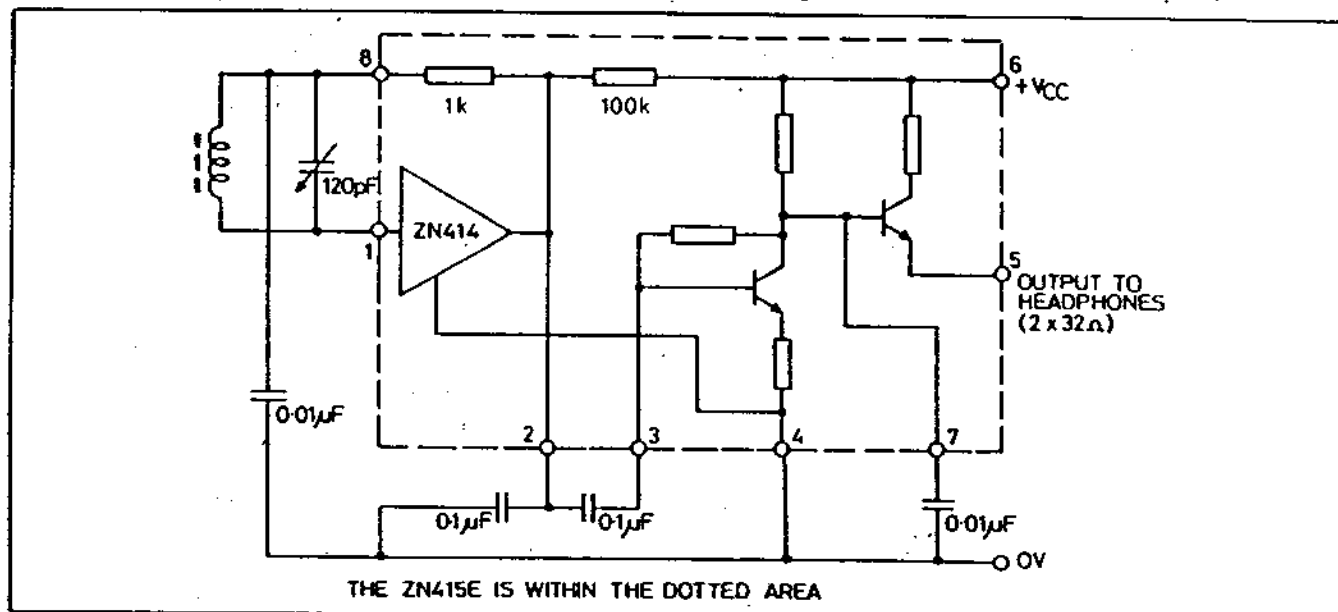 8
6
+VCC
1k
100k
120pF
ZN414
1
5
OUTPUT TO
HEADPHONES
(2 x 32Ω)
0·01µF
2
3
4
7
0·1µF
0·1µF
0·01µF
0V
THE ZN415E IS WITHIN THE DOTTED AREA